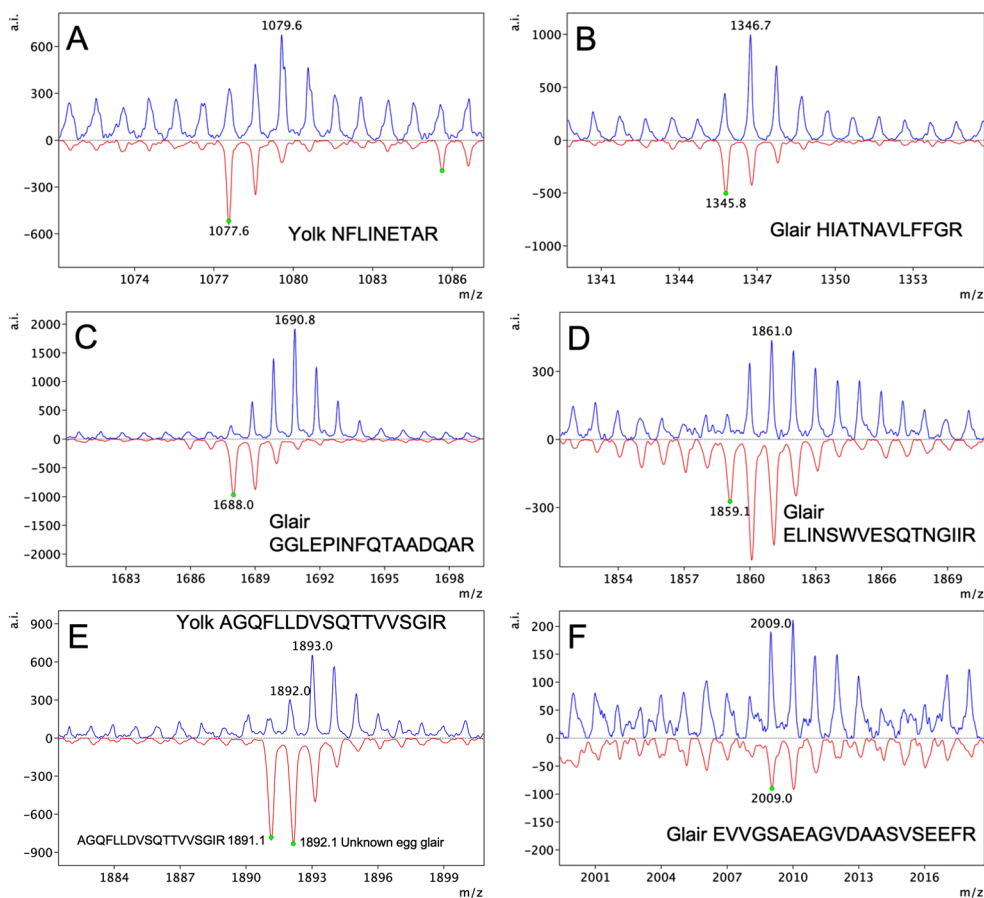 a.i.
A
1079.6
600
300
0
-300
-600
1077.6
Yolk NFLINETAR
1074 1077 1080 1083 1086
m/z
a.i.
B
1346.7
1000
500
0
-500
-1000
1345.8
Glair HIATNAVLFFGR
1341 1344 1347 1350 1353
m/z
a.i.
C
1690.8
2000
1500
1000
500
0
-500
-1000
-1500
-2000
1688.0
Glair
GGLEPINFQTAADQAR
1683 1686 1689 1692 1695 1698
m/z
a.i.
D
1861.0
300
0
-300
1859.1
Glair
ELINSWVESQTNGIIR
1854 1857 1860 1863 1866 1869
m/z
a.i.
E
Yolk AGQFLLDVSQTTVVSGIR
1893.0
1892.0
900
600
300
0
-300
-600
-900
AGQFLLDVSQTTVVSGIR 1891.1
1892.1 Unknown egg glair
1884 1887 1890 1893 1896 1899
m/z
a.i.
F
2009.0
2010.0
200
150
100
50
0
-50
-100
-150
-200
2009.0
Glair EVVGSAEAGVDAASVSEEFR
2001 2004 2007 2010 2013 2016
m/z